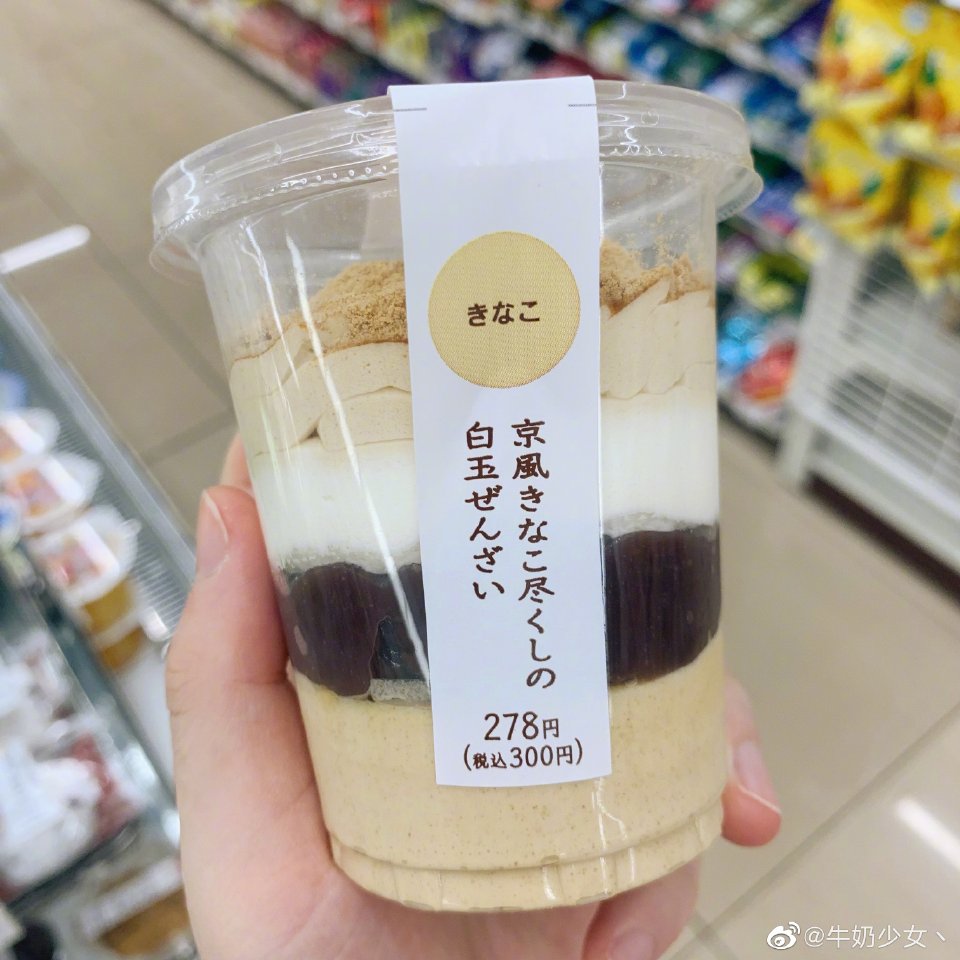 きなこ
京風きなこ尽くしの
白玉ぜんざい
278円
(税込300円)
@牛奶少女丶